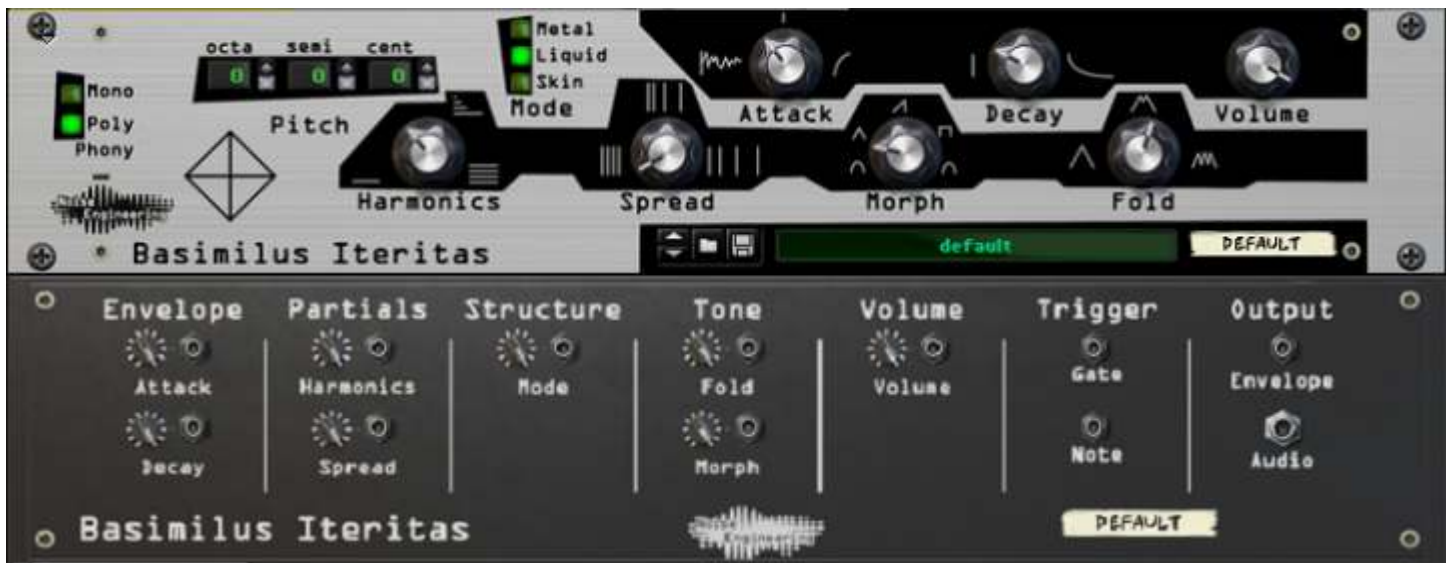 octa semi cent
0 0 0
Pitch
Mono
Poly
Phony
Metal
Liquid
Skin
Mode
Attack Decay Volume
Harmonics Spread Morph Fold
Basimilus Iteritas
default
DEFAULT
Envelope Partials Structure Tone Volume Trigger Output
Attack Harmonics Mode Fold Volume Gate Envelope
Decay Spread Morph Note Audio
Basimilus Iteritas
DEFAULT